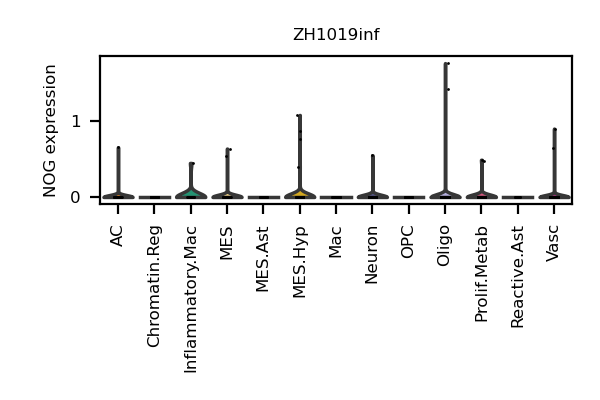 ZH1019inf
NOG expression
1
0
AC
Chromatin.Reg
Inflammatory.Mac
MES
MES.Ast
MES.Hyp
Mac
Neuron
OPC
Oligo
Prolif.Metab
Reactive.Ast
Vasc